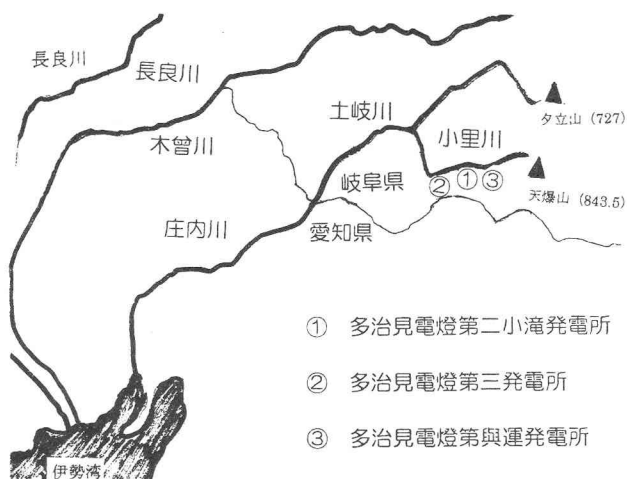 長良川
長良川
木曽川
土岐川
小里川
夕立山 (727)
岐阜県
② ① ③
天爆山 (843.5)
庄内川
愛知県
① 多治見電燈第二小滝発電所
② 多治見電燈第三発電所
③ 多治見電燈第與運発電所
伊勢湾